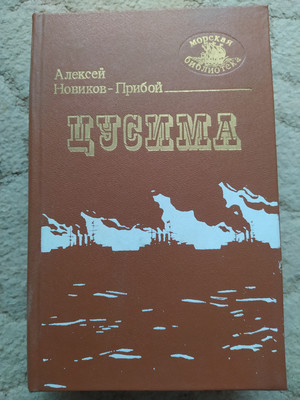 морская
библиотека
Алексей
Новиков-Прибой
ЦУСИМА